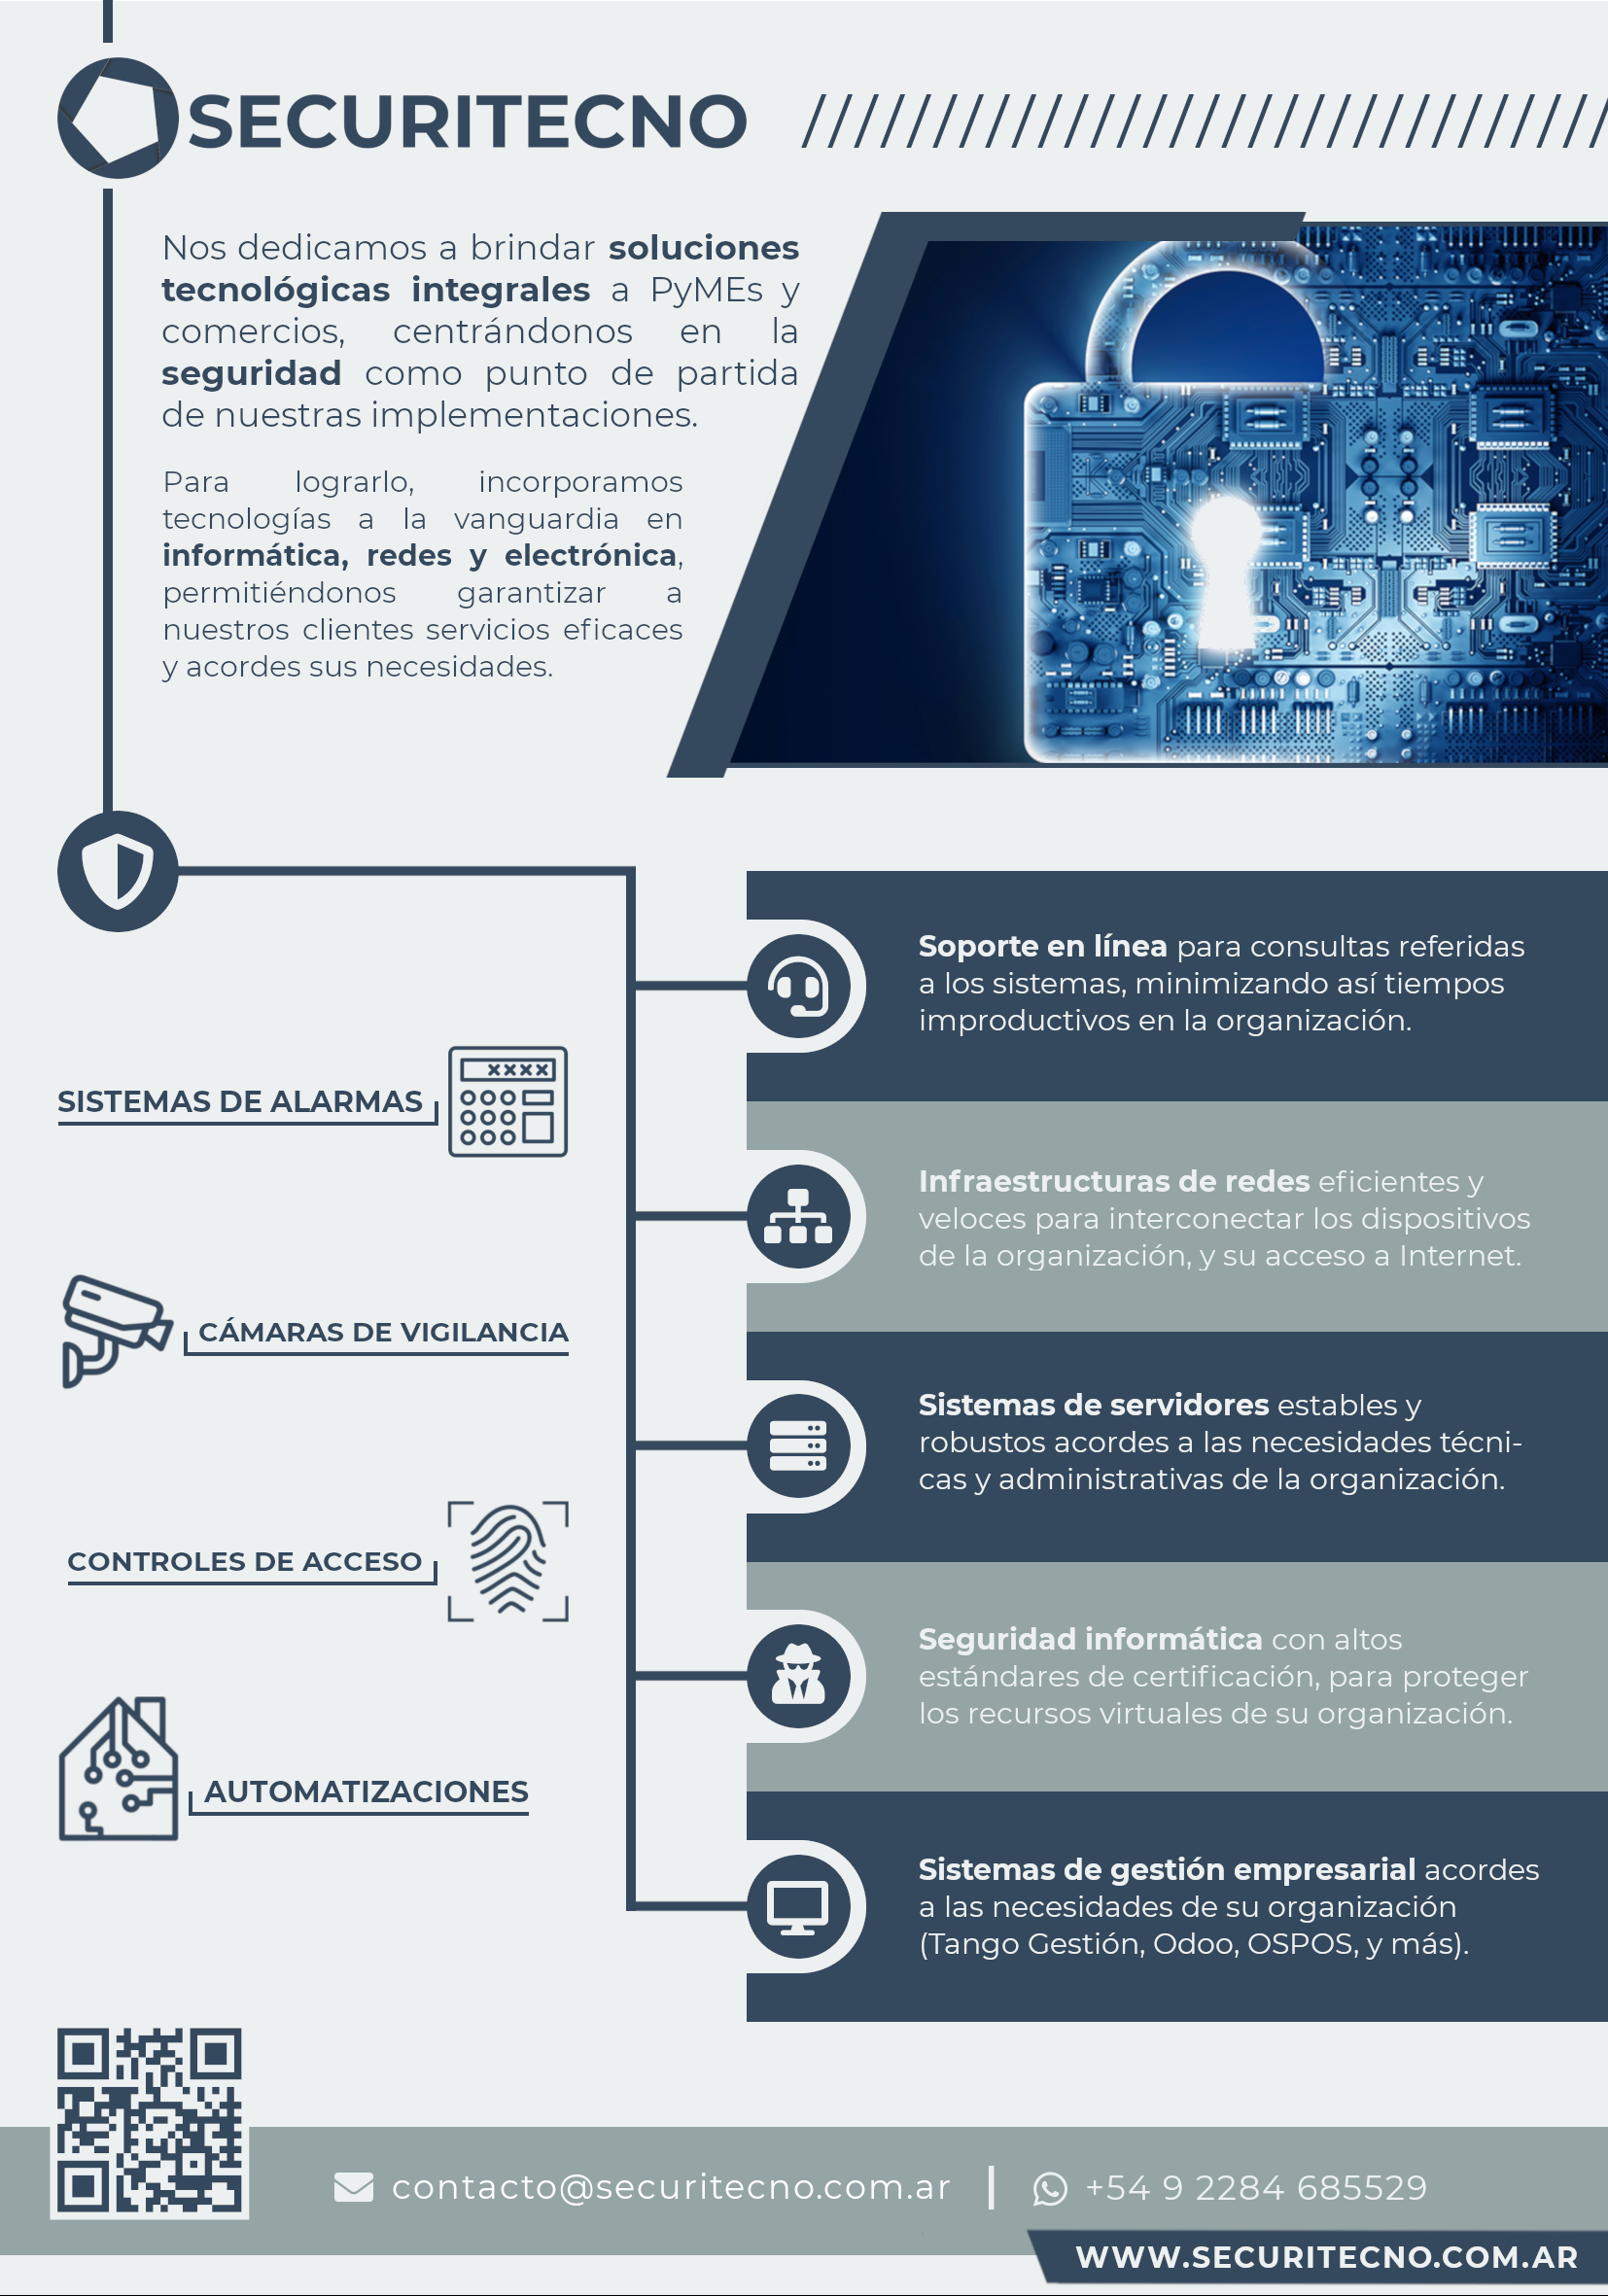 SECURITECNO
Nos dedicamos a brindar soluciones
tecnológicas integrales a PyMEs y
comercios, centrándonos en la
seguridad como punto de partida
de nuestras implementaciones.
Para lograrlo, incorporamos
tecnologías a la vanguardia en
informática, redes y electrónica,
permitiéndonos garantizar a
nuestros clientes servicios eficaces
y acordes sus necesidades.
SISTEMAS DE ALARMAS
xxxx
CÁMARAS DE VIGILANCIA
CONTROLES DE ACCESO
AUTOMATIZACIONES
Soporte en línea para consultas referidas
a los sistemas, minimizando así tiempos
improductivos en la organización.
Infraestructuras de redes eficientes y
veloces para interconectar los dispositivos
de la organización, y su acceso a Internet.
Sistemas de servidores estables y
robustos acordes a las necesidades técni-
cas y administrativas de la organización.
Seguridad informática con altos
estándares de certificación, para proteger
los recursos virtuales de su organización.
Sistemas de gestión empresarial acordes
a las necesidades de su organización
(Tango Gestión, Odoo, OSPOS, y más).
contacto@securitecno.com.ar | +54 9 2284 685529
WWW.SECURITECNO.COM.AR